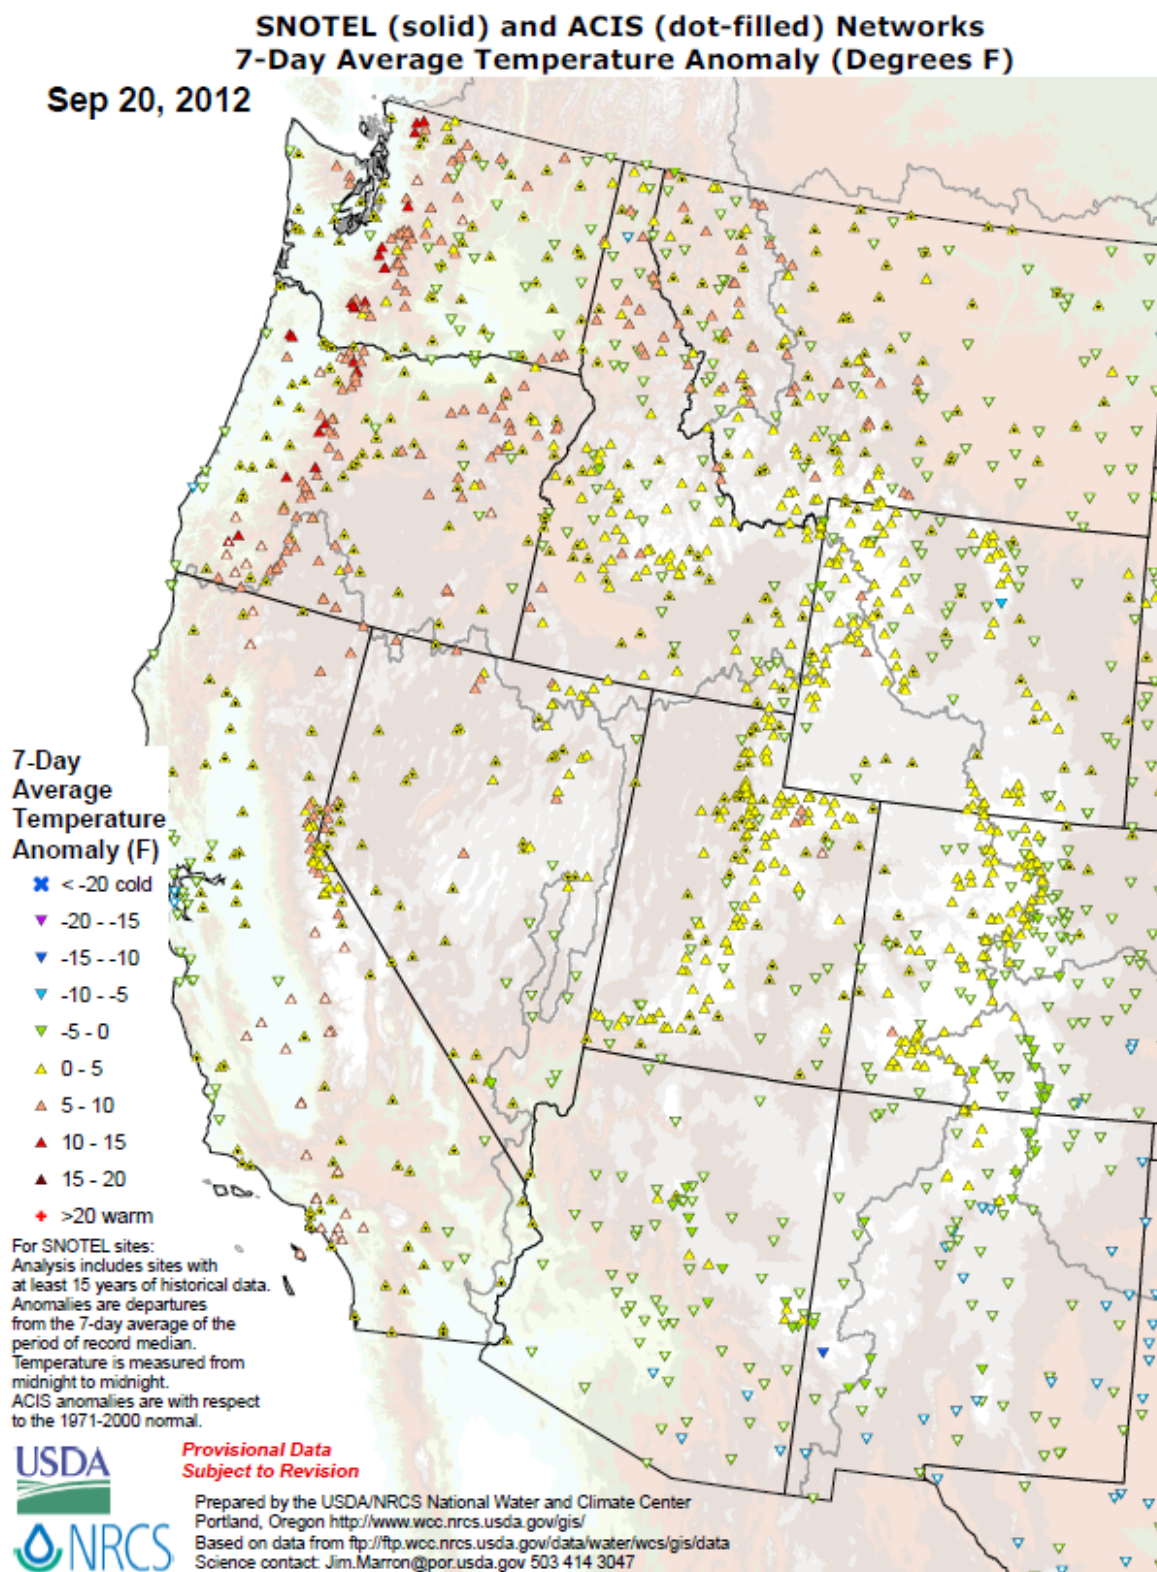 SNOTEL (solid) and ACIS (dot-filled) Networks
7-Day Average Temperature Anomaly (Degrees F)
Sep 20, 2012
7-Day
Average
Temperature
Anomaly (F)
< -20 cold
-20 - -15
-15 - -10
-10 - -5
-5 - 0
0 - 5
5 - 10
10 - 15
15 - 20
>20 warm
For SNOTEL sites:
Analysis includes sites with
at least 15 years of historical data.
Anomalies are departures
from the 7-day average of the
period of record median.
Temperature is measured from
midnight to midnight.
ACIS anomalies are with respect
to the 1971-2000 normal.
USDA
NRCS
Provisional Data
Subject to Revision
Prepared by the USDA/NRCS National Water and Climate Center
Portland, Oregon http://www.wcc.nrcs.usda.gov/gis/
Based on data from ftp://ftp.wcc.nrcs.usda.gov/data/water/wcs/gis/data
Science contact: Jim.Marron@por.usda.gov 503 414 3047